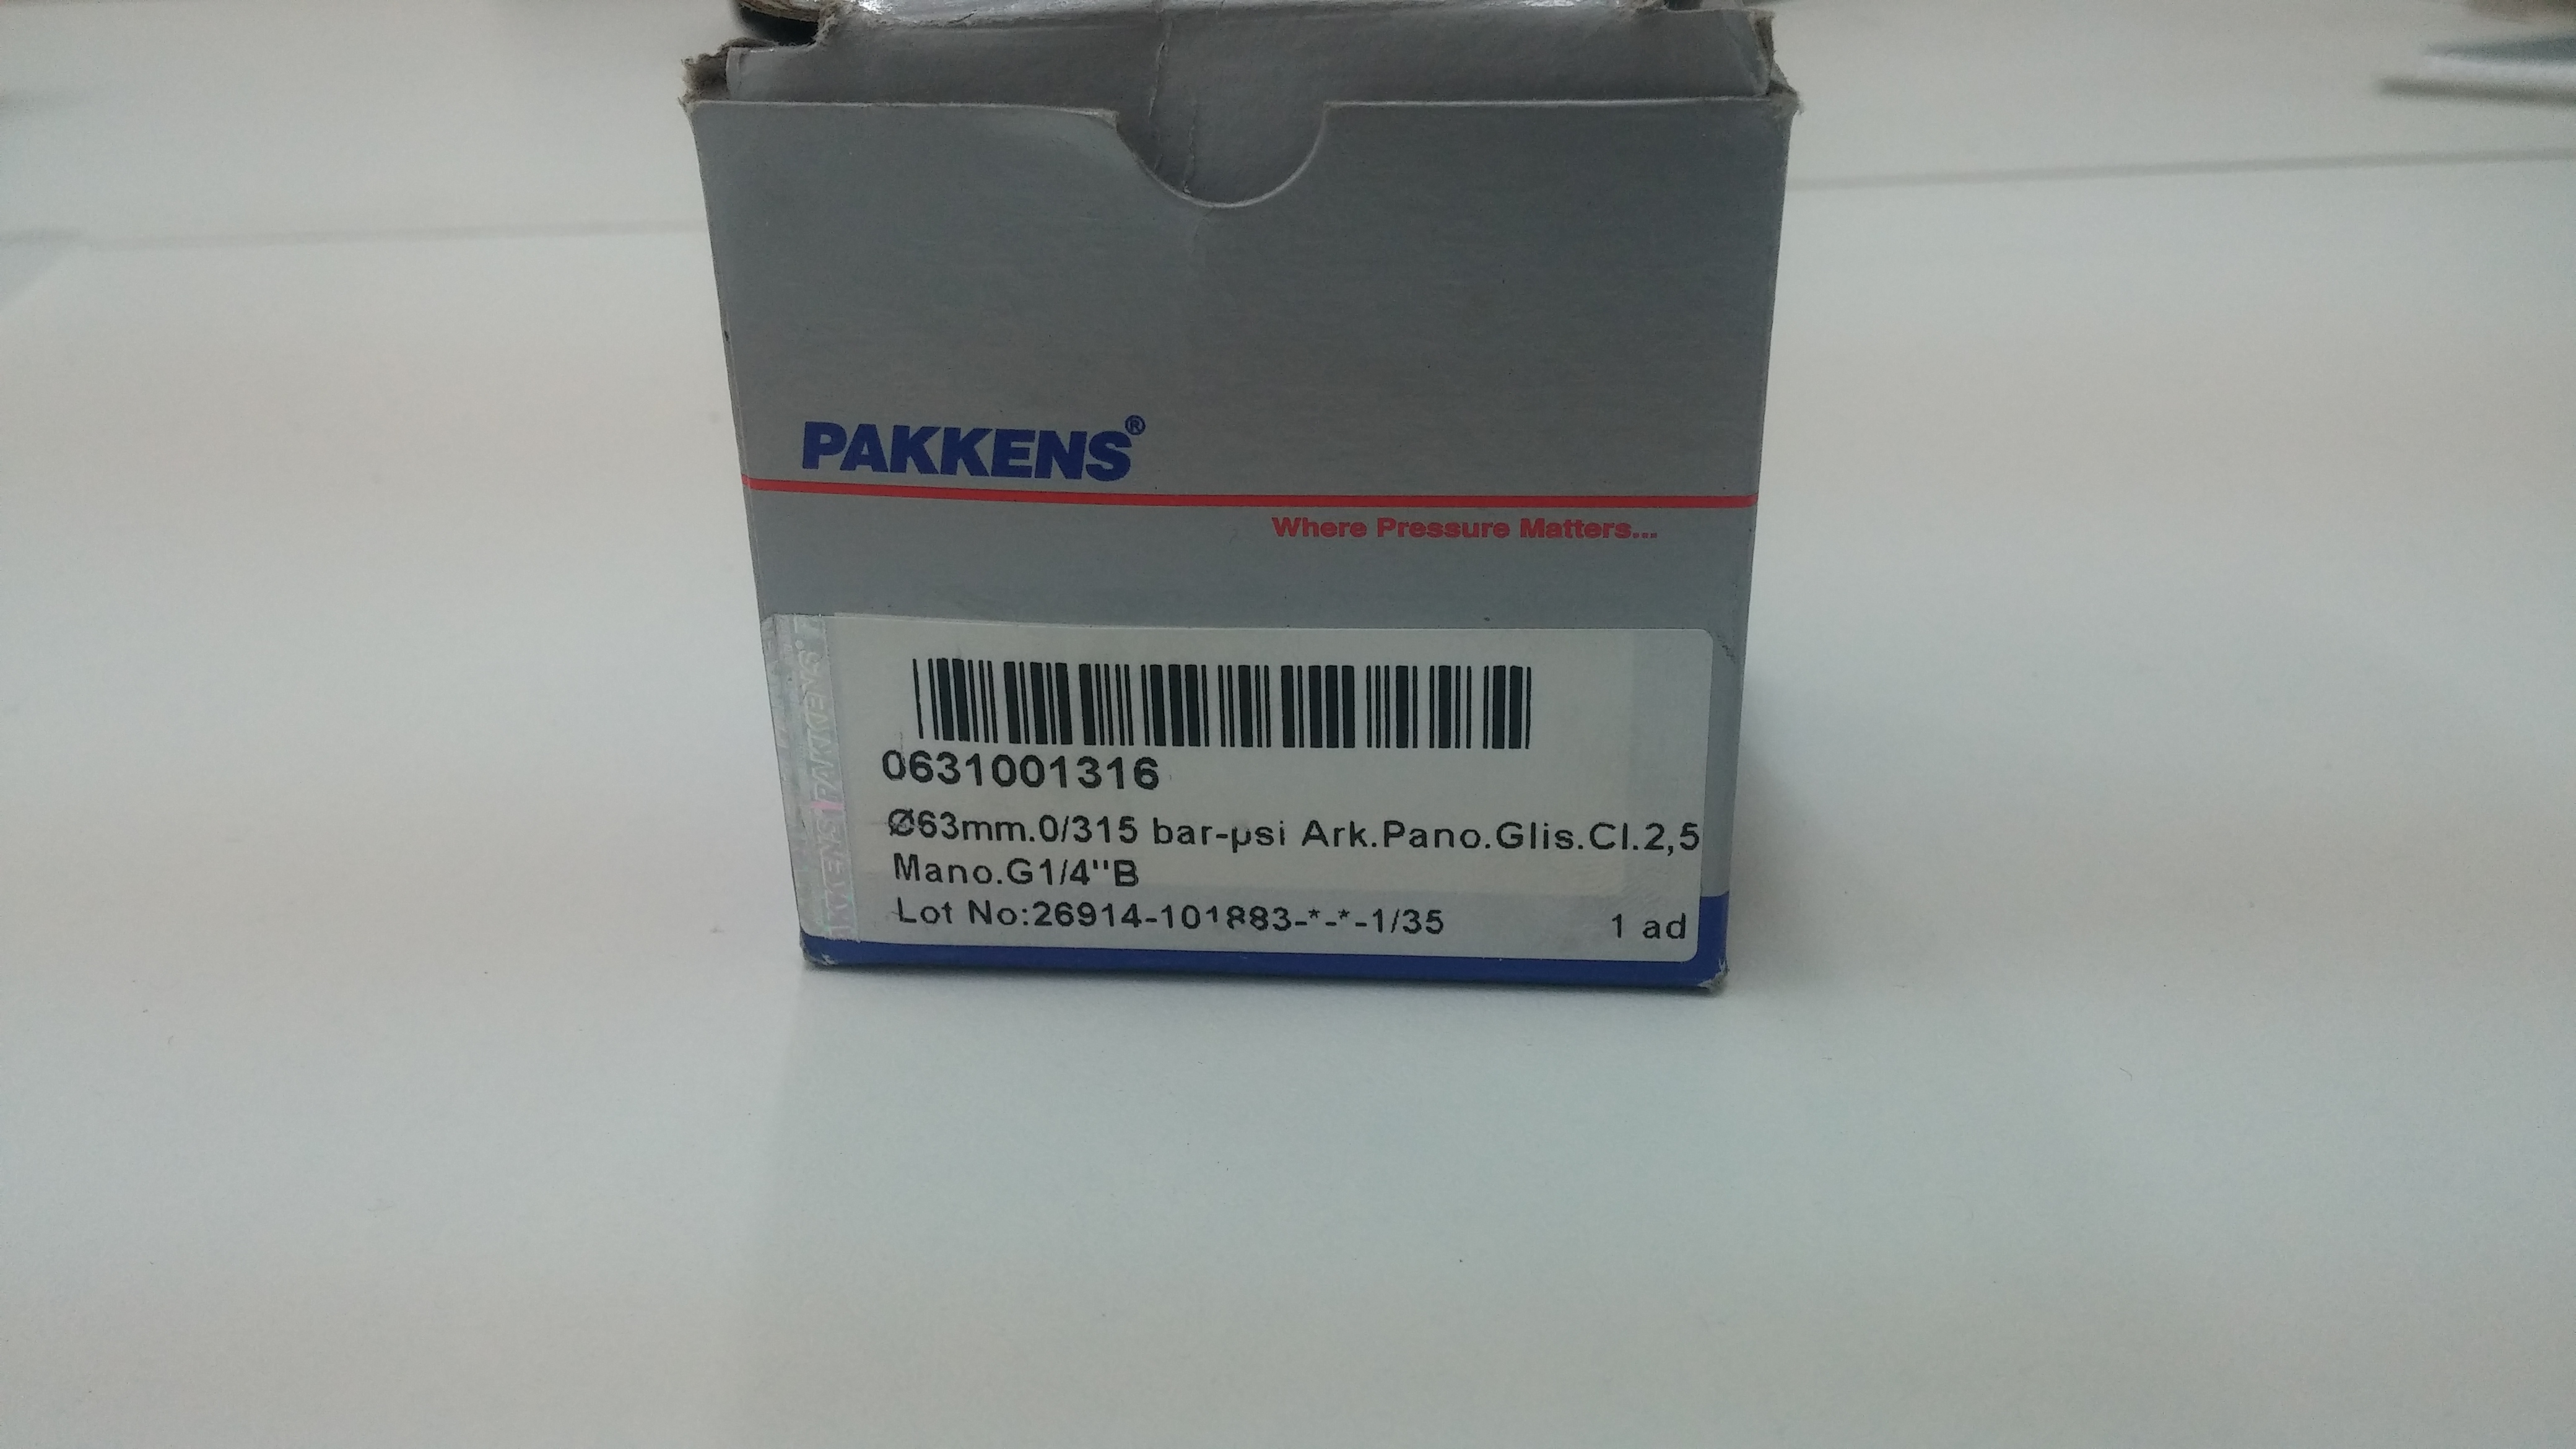 PAKKENS®
Where Pressure Matters...
0631001316
Ø63mm.0/315 bar-psi Ark.Pano.Glis.Cl.2,5
Mano.G1/4"B
Lot No:26914-101883-*-*-1/35 1 ad
PAKKENS